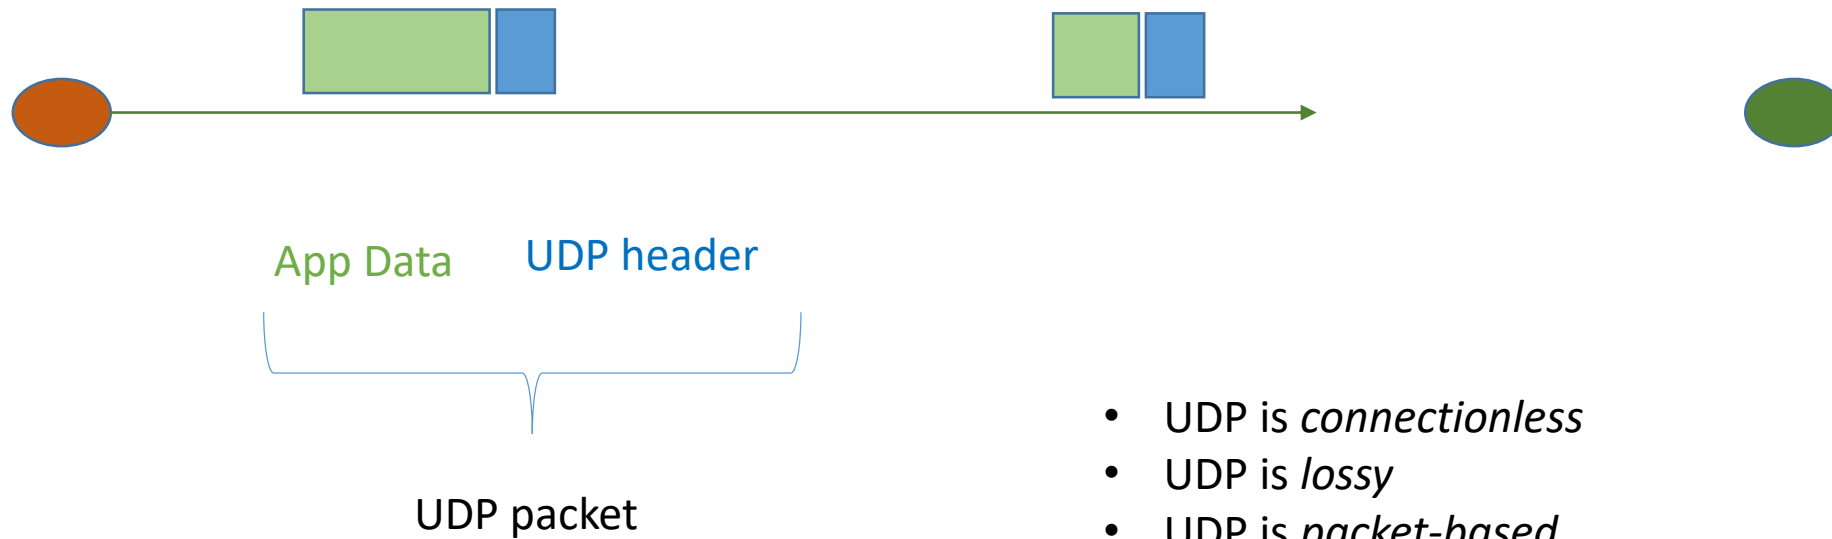 App Data
UDP header
UDP packet
• UDP is connectionless
• UDP is lossy
• UDP is packet-based